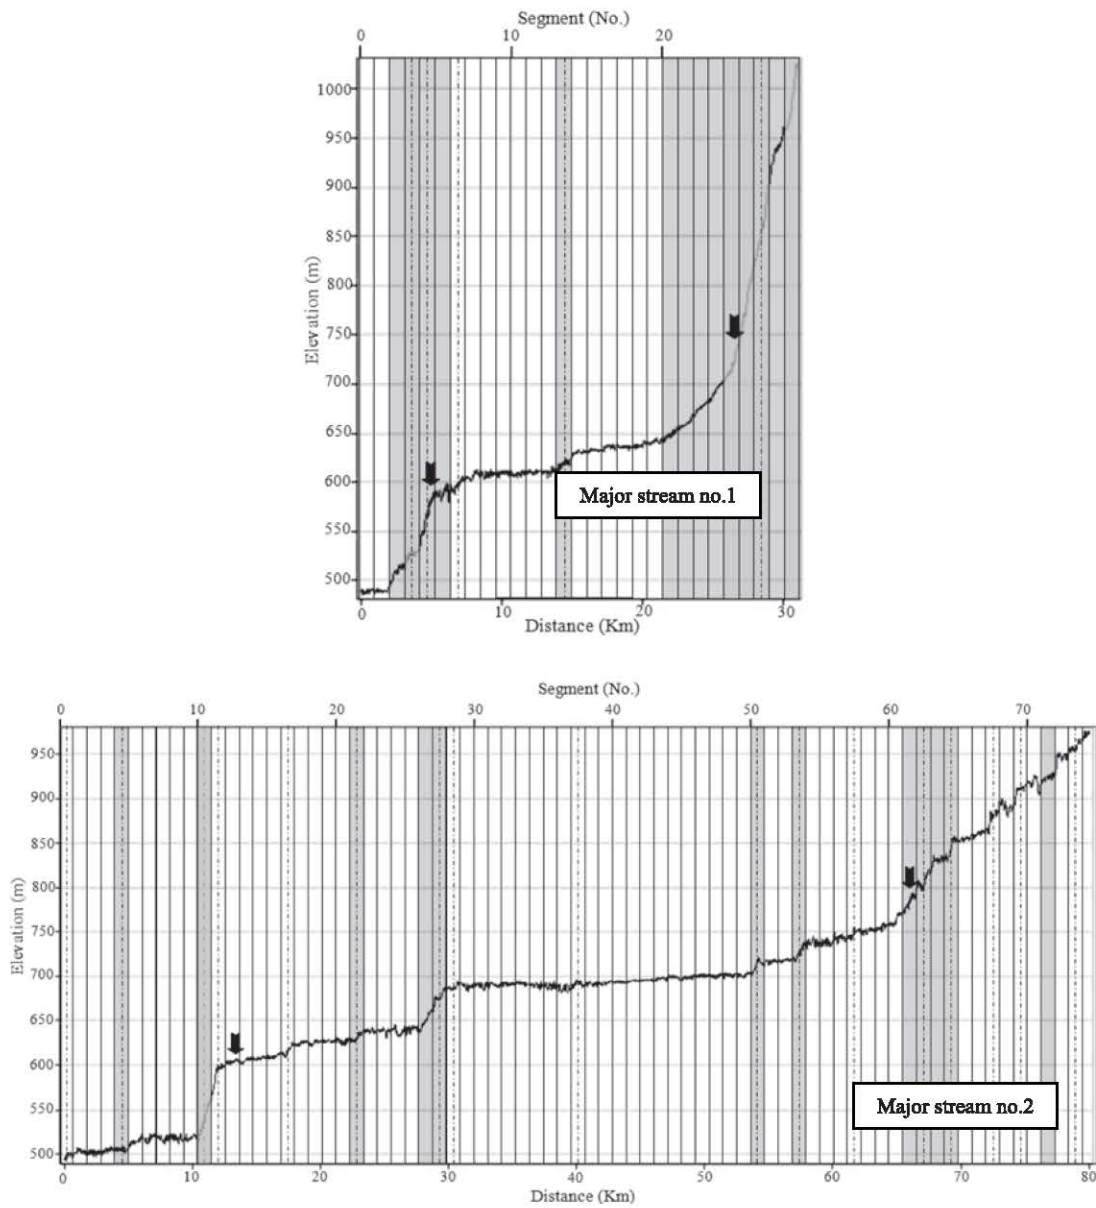 Segment (No.)
0 10 20
1000
950
900
850
800
750
700
650
600
550
500
Elevation (m)
Major stream no.1
0 10 20 30
Distance (Km)
Segment (No.)
0 10 20 30 40 50 60 70
950
900
850
800
750
700
650
600
550
500
Elevation (m)
Major stream no.2
0 10 20 30 40 50 60 70 80
Distance (Km)